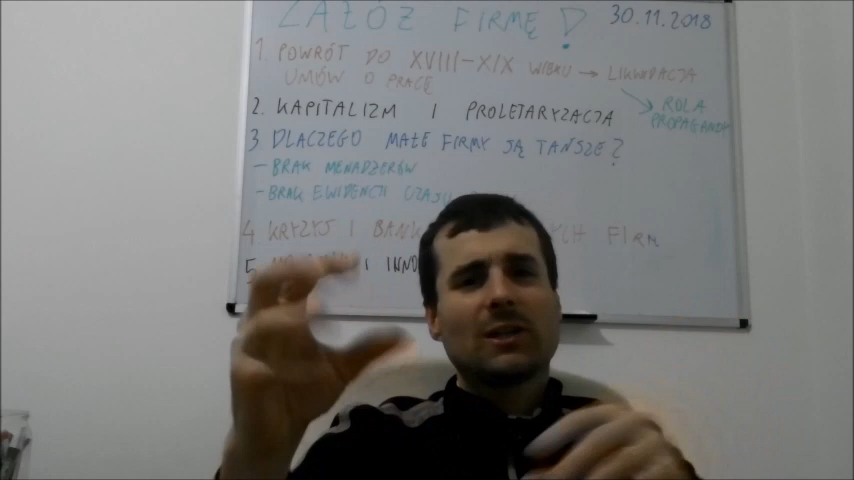 ZAŁÓŻ FIRMĘ!
30.11.2018
1. POWRÓT DO XVIII-XIX WIEKU → LIKWIDACJA
UMÓW O PRACĘ
ROLA
PROPAGANDY
2. KAPITALIZM I PROLETARYZACJA
3 DLACZEGO MAŁE FIRMY SĄ TAŃSZE?
- BRAK MENADŻERÓW
- BRAK EWIDENCJI CZASU
4. KRYZYS I FIRM
5. I